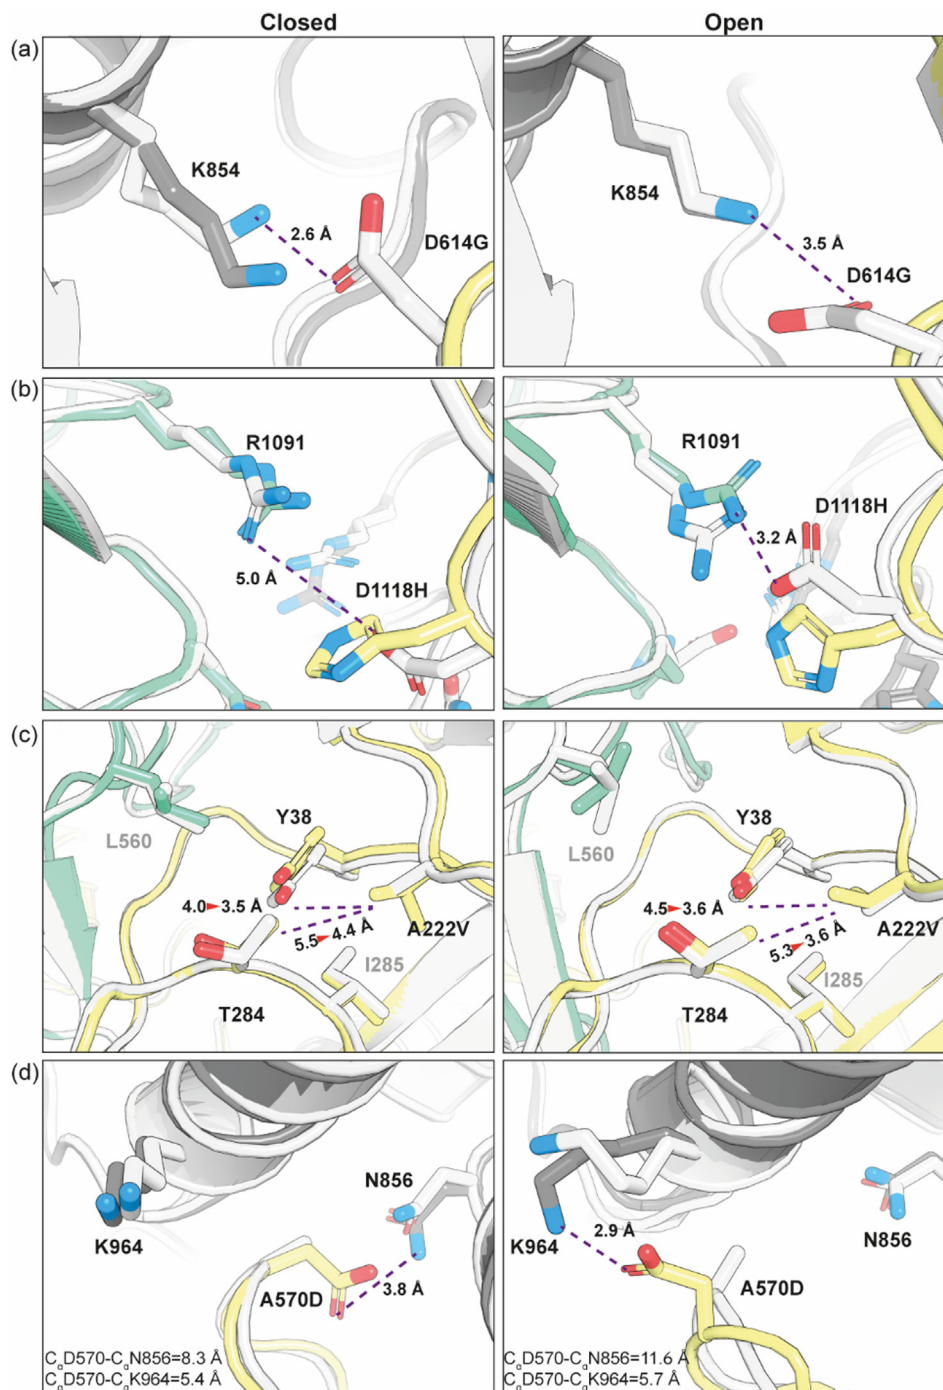 Closed Open
(a)
K854
2.6 Å
D614G
K854
3.5 Å
D614G
(b)
R1091
5.0 Å
D1118H
R1091
D1118H
3.2 Å
(c)
L560
Y38
4.0▸3.5 Å
5.5▸4.4 Å
A222V
I285
T284
L560
Y38
4.5▸3.6 Å
5.3▸3.6 Å
A222V
I285
T284
(d)
N856
K964
A570D
3.8 Å
CαD570-CαN856=8.3 Å
CαD570-CαK964=5.4 Å
K964
2.9 Å
N856
A570D
CαD570-CαN856=11.6 Å
CαD570-CαK964=5.7 Å